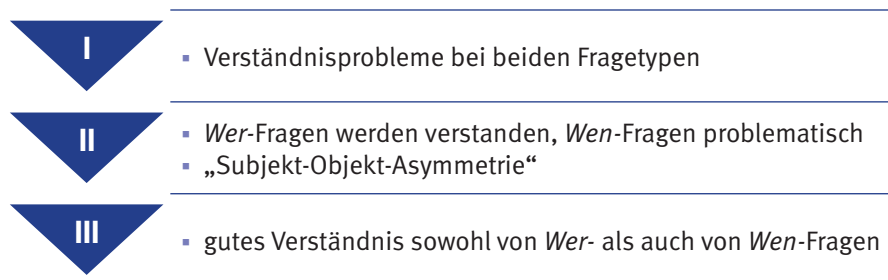 I
▪ Verständnisprobleme bei beiden Fragetypen
II
▪ Wer-Fragen werden verstanden, Wen-Fragen problematisch
▪ „Subjekt-Objekt-Asymmetrie“
III
▪ gutes Verständnis sowohl von Wer- als auch von Wen-Fragen